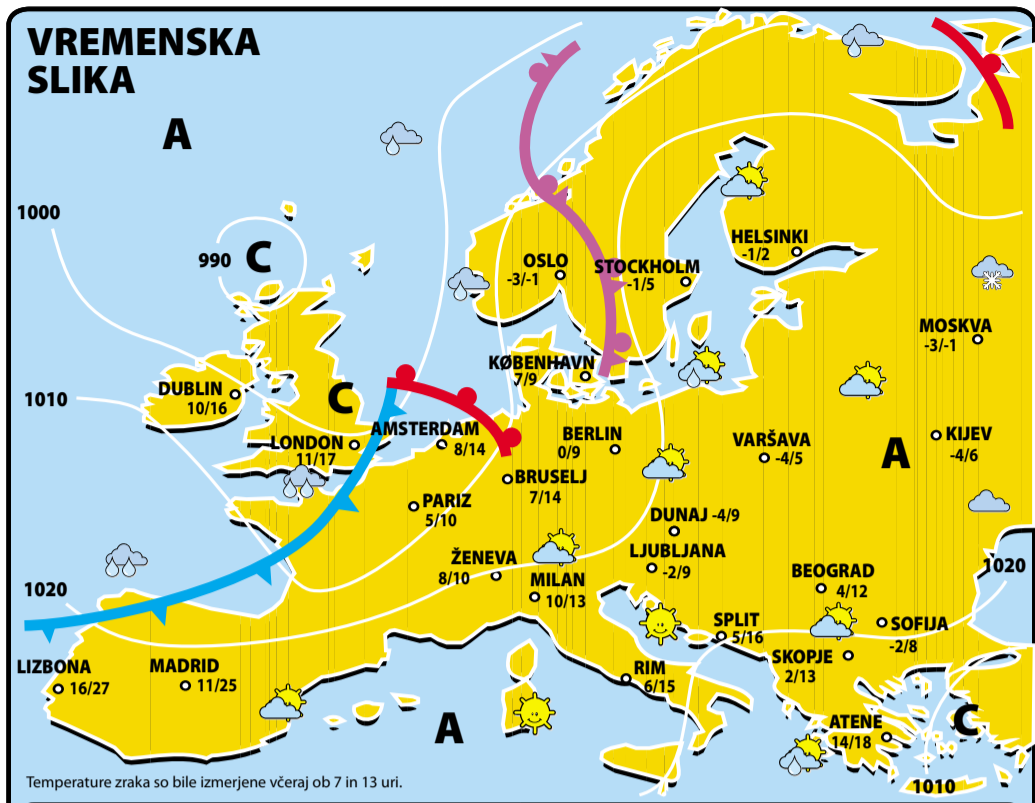 VREMENSKA
SLIKA
A
1000
990
C
OSLO
-3/-1
STOCKHOLM
-1/5
HELSINKI
-1/2
MOSKVA
-3/-1
KØBENHAVN
7/9
DUBLIN
10/16
1010
C
LONDON
11/17
AMSTERDAM
8/14
BERLIN
0/9
VARŠAVA
-4/5
A
KIJEV
-4/6
BRUSELJ
7/14
PARIZ
5/10
DUNAJ -4/9
ŽENEVA
8/10
LJUBLJANA
-2/9
MILAN
10/13
BEOGRAD
4/12
1020
1020
SPLIT
5/16
SOFIJA
-2/8
SKOPJE
2/13
LIZBONA
16/27
MADRID
11/25
RIM
6/15
A
ATENE
14/18
C
1010
Temperature zraka so bile izmerjene včeraj ob 7 in 13 uri.